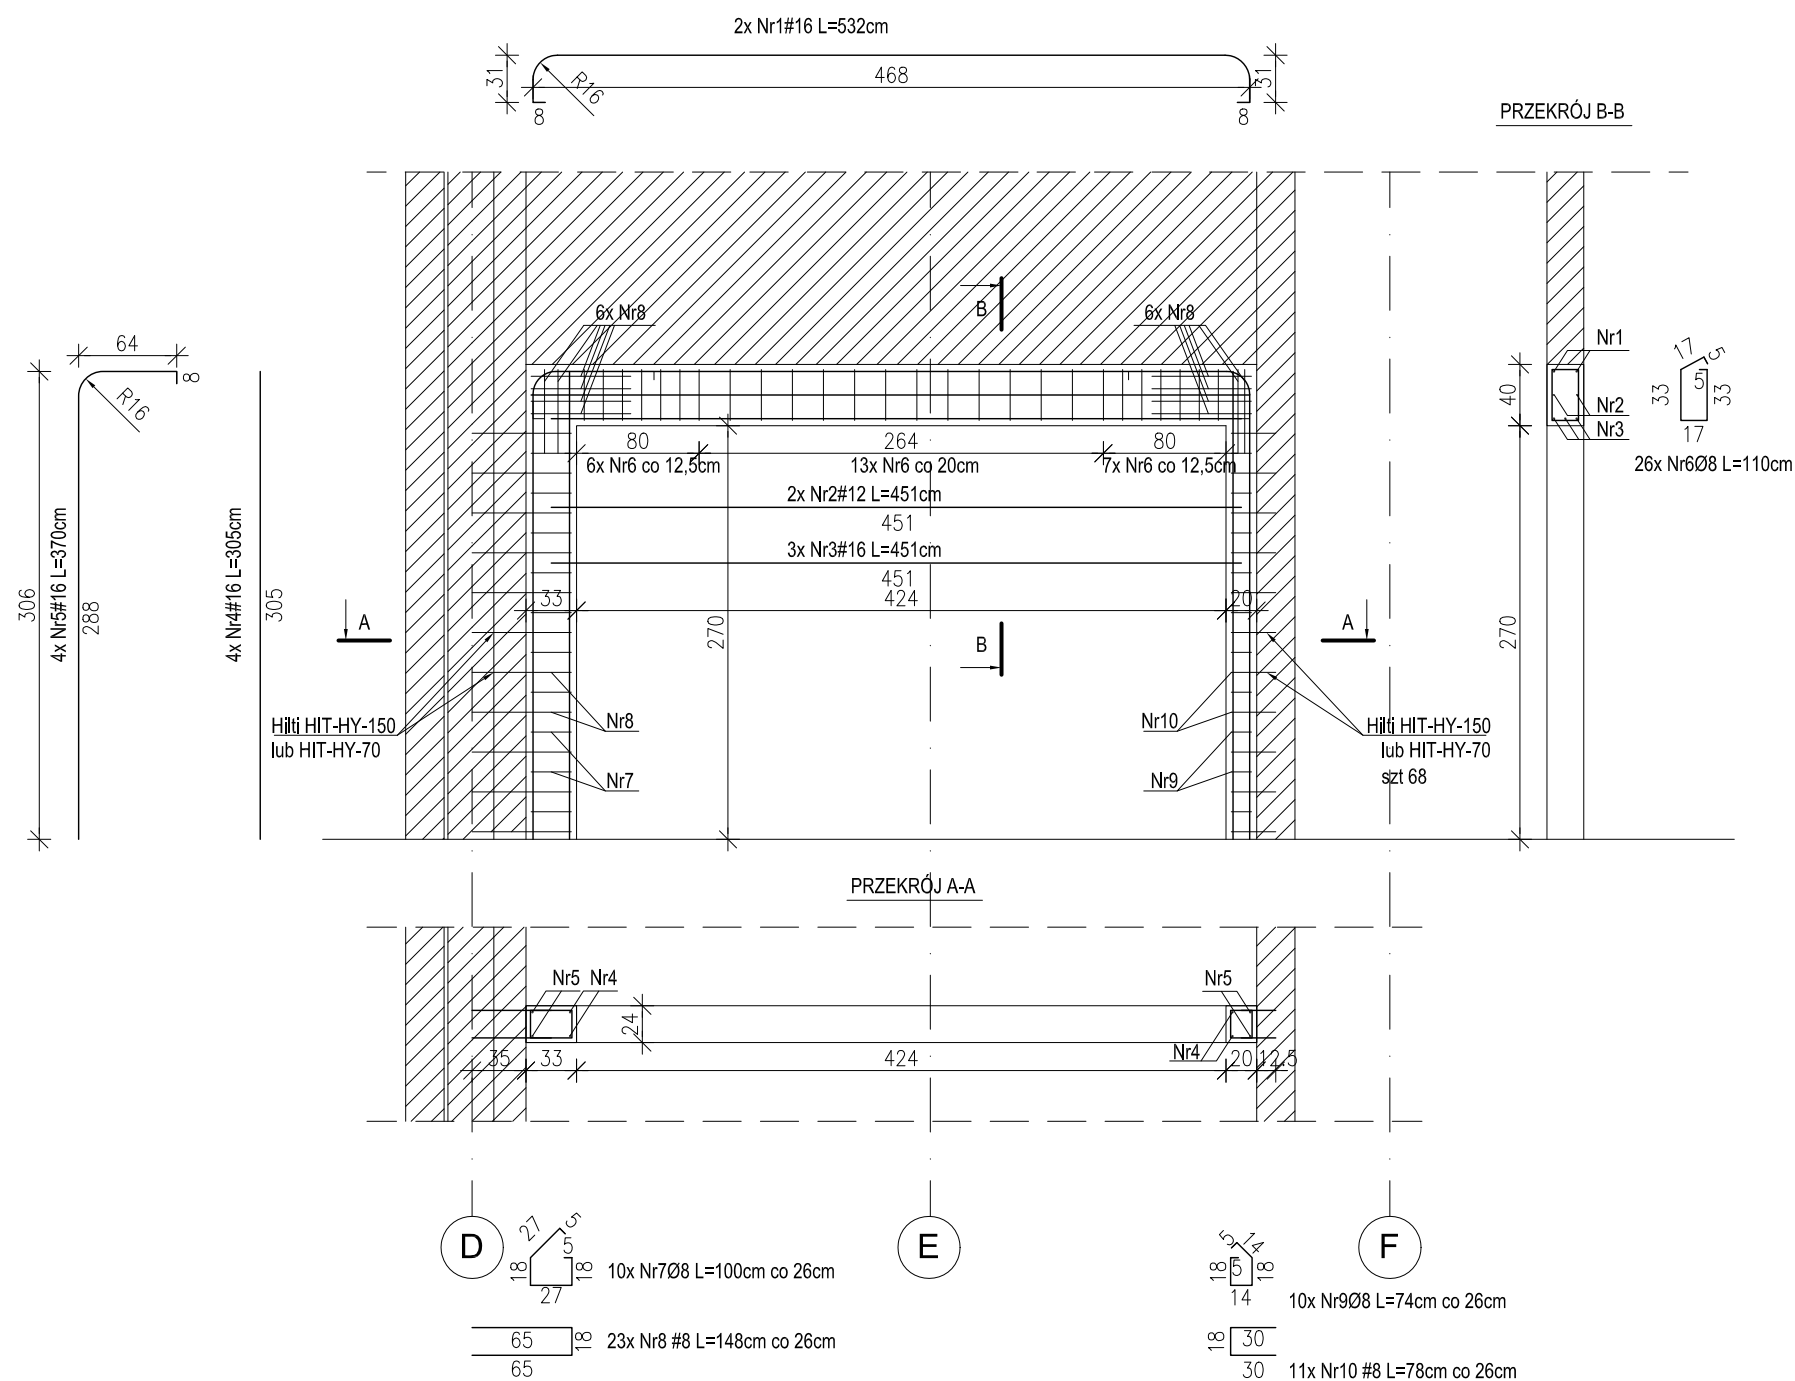 2x Nr1#16 L=532cm
31
R16
468
31
8
8
PRZEKRÓJ B-B
6x Nr8
B
6x Nr8
64
8
R16
306
4x Nr5#16 L=370cm
288
4x Nr4#16 L=305cm
305
Nr1
Nr2
Nr3
40
17
5
33
5
33
17
26x Nr6Ø8 L=110cm
80
264
80
6x Nr6 co 12,5cm
13x Nr6 co 20cm
7x Nr6 co 12,5cm
2x Nr2#12 L=451cm
451
3x Nr3#16 L=451cm
451
33
424
20
A
270
B
A
270
Hilti HIT-HY-150
lub HIT-HY-70
Nr8
Nr7
Nr10
Nr9
Hilti HIT-HY-150
lub HIT-HY-70
szt 68
PRZEKRÓJ A-A
Nr5
Nr4
Nr5
24
Nr4
35
33
424
20
12.5
D
E
F
27
5
5
18
18
27
10x Nr7Ø8 L=100cm co 26cm
65
18
65
23x Nr8 #8 L=148cm co 26cm
5
14
18
5
18
14
10x Nr9Ø8 L=74cm co 26cm
18
30
30
11x Nr10 #8 L=78cm co 26cm